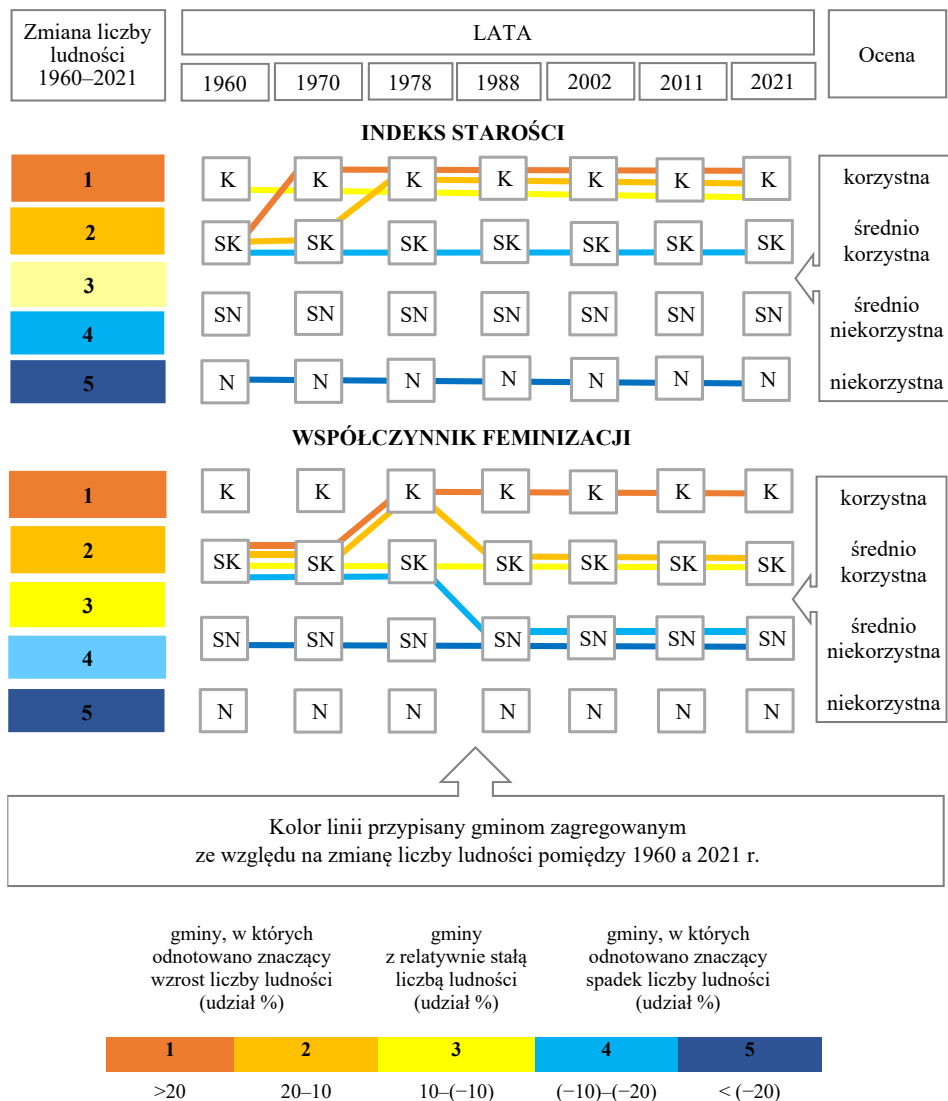 Zmiana liczby
ludności
1960–2021
LATA
Ocena
1960 1970 1978 1988 2002 2011 2021
INDEKS STAROŚCI
1 K K K K K K K korzystna
2 SK SK SK SK SK SK SK średnio
korzystna
3
SN SN SN SN SN SN SN średnio
niekorzystna
4
5 N N N N N N N niekorzystna
WSPÓŁCZYNNIK FEMINIZACJI
1 K K K K K K K korzystna
2 SK SK SK SK SK SK SK średnio
korzystna
3
SN SN SN SN SN SN SN średnio
niekorzystna
4
5 N N N N N N N niekorzystna
Kolor linii przypisany gminom zagregowanym
ze względu na zmianę liczby ludności pomiędzy 1960 a 2021 r.
gminy, w których
odnotowano znaczący
wzrost liczby ludności
(udział %)
gminy
z relatywnie stałą
liczbą ludności
(udział %)
gminy, w których
odnotowano znaczący
spadek liczby ludności
(udział %)
1 2 3 4 5
>20 20–10 10–(−10) (−10)–(−20) < (−20)